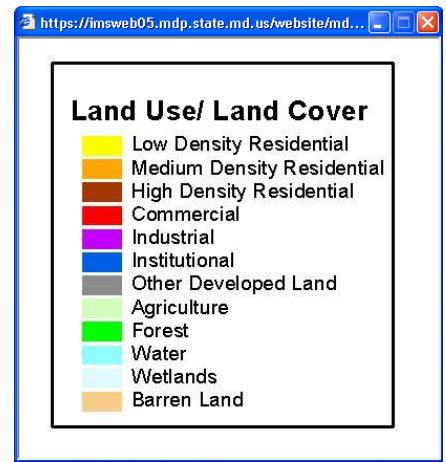 https://imsweb05.mdp.state.md.us/website/md...
Land Use/ Land Cover
Low Density Residential
Medium Density Residential
High Density Residential
Commercial
Industrial
Institutional
Other Developed Land
Agriculture
Forest
Water
Wetlands
Barren Land